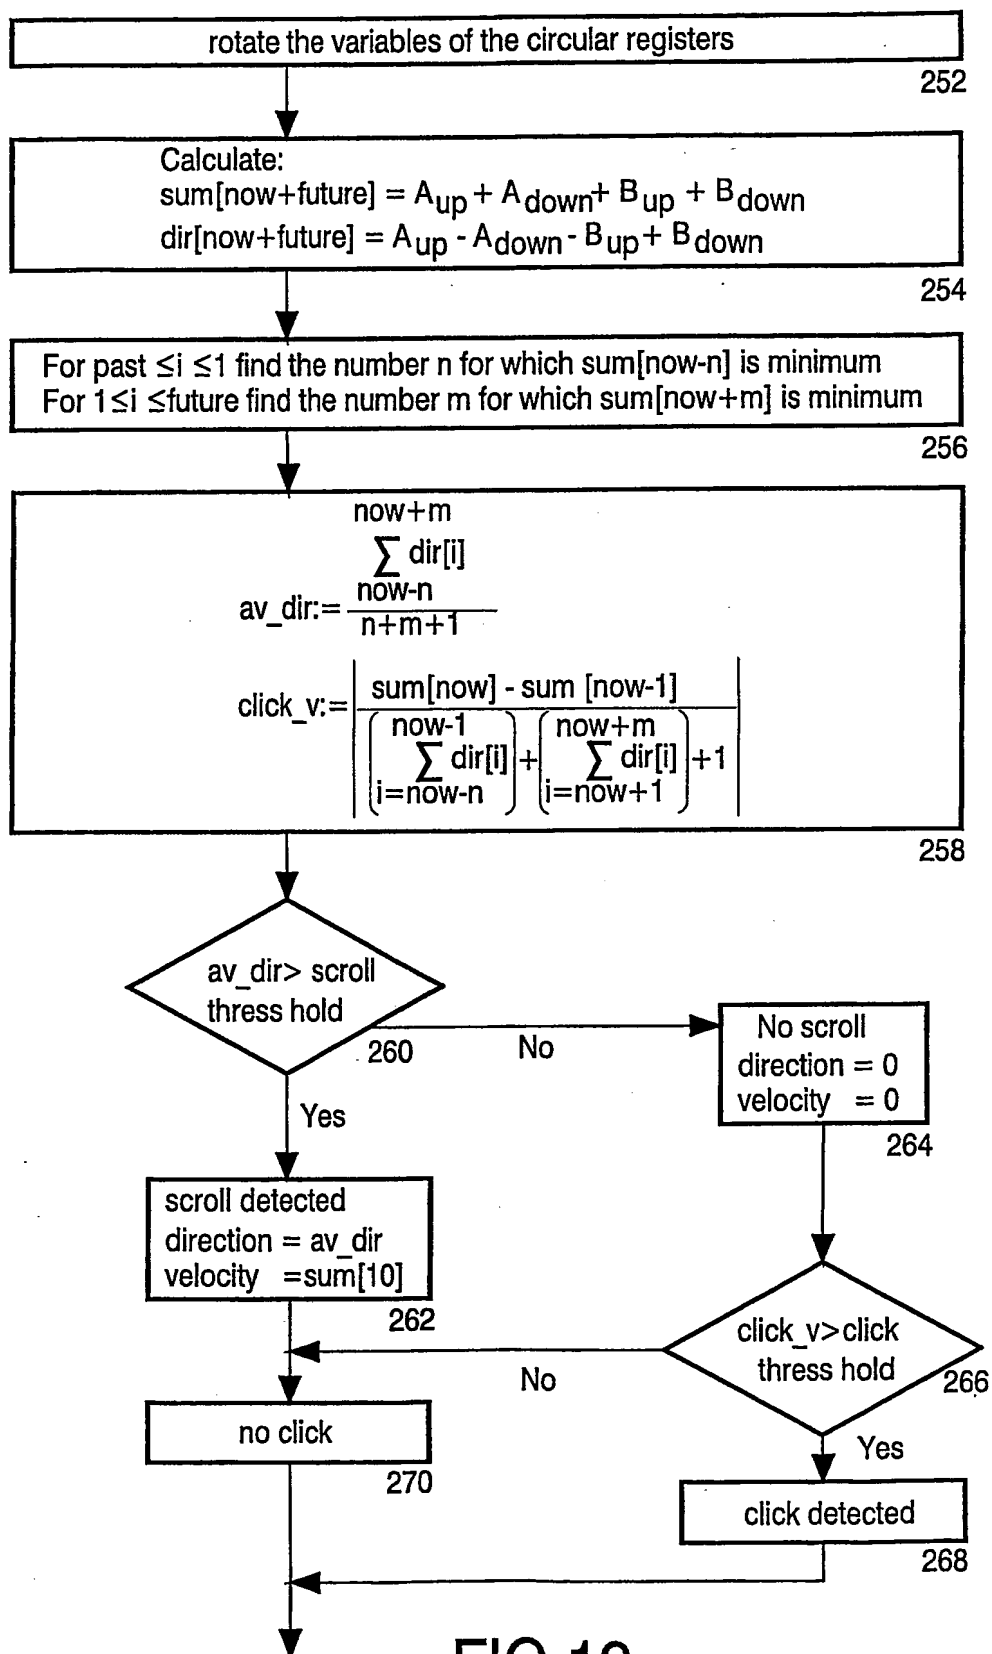 rotate the variables of the circular registers
252
Calculate:
sum[now+future] = Aup + Adown+ Bup + Bdown
dir[now+future] = Aup - Adown - Bup + Bdown
254
For past ≤i ≤1 find the number n for which sum[now-n] is minimum
For 1≤i ≤future find the number m for which sum[now+m] is minimum
256
now+m
∑ dir[i]
now-n
av_dir:=
n+m+1
sum[now] - sum [now-1]
click_v:=
now-1
now+m
∑ dir[i] + ∑ dir[i] +1
i=now-n
i=now+1
258
av_dir> scroll
thress hold
260
No
Yes
No scroll
direction = 0
velocity = 0
264
scroll detected
direction = av_dir
velocity =sum[10]
262
click_v>click
thress hold
266
No
Yes
no click
270
click detected
268